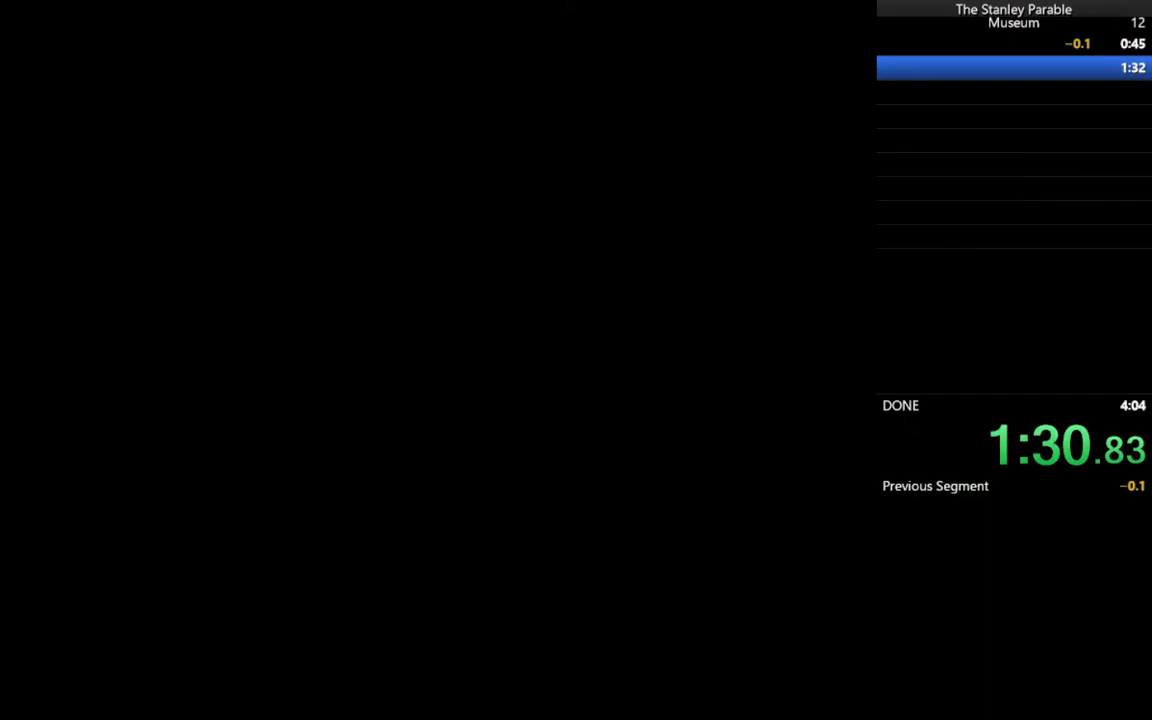 The Stanley Parable
Museum 12
−0.1 0:45
1:32
DONE 4:04
1:30.83
Previous Segment −0.1